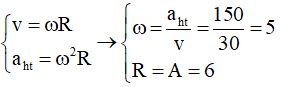 {v = ωR
a_ht = ω²R → {ω = a_ht/v = 150/30 = 5
R = A = 6